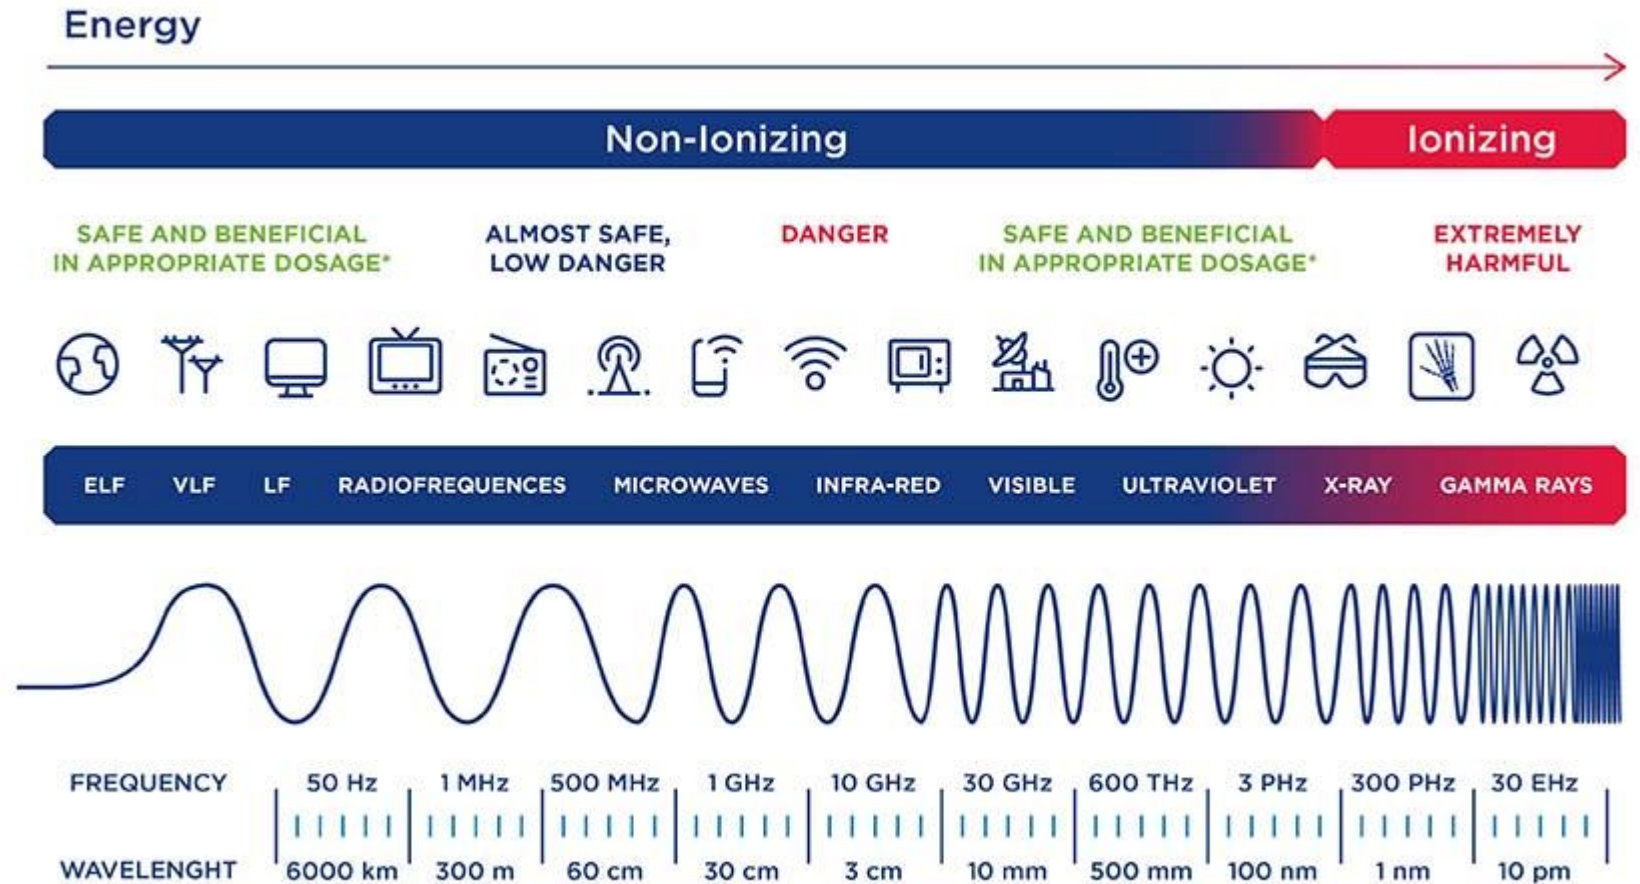 Energy
Non-Ionizing
Ionizing
SAFE AND BENEFICIAL
IN APPROPRIATE DOSAGE*
ALMOST SAFE,
LOW DANGER
DANGER
SAFE AND BENEFICIAL
IN APPROPRIATE DOSAGE*
EXTREMELY
HARMFUL
ELF VLF LF RADIOFREQUENCES MICROWAVES INFRA-RED VISIBLE ULTRAVIOLET X-RAY GAMMA RAYS
FREQUENCY 50 Hz 1 MHz 500 MHz 1 GHz 10 GHz 30 GHz 600 THz 3 PHz 300 PHz 30 EHz
WAVELENGHT 6000 km 300 m 60 cm 30 cm 3 cm 10 mm 500 mm 100 nm 1 nm 10 pm